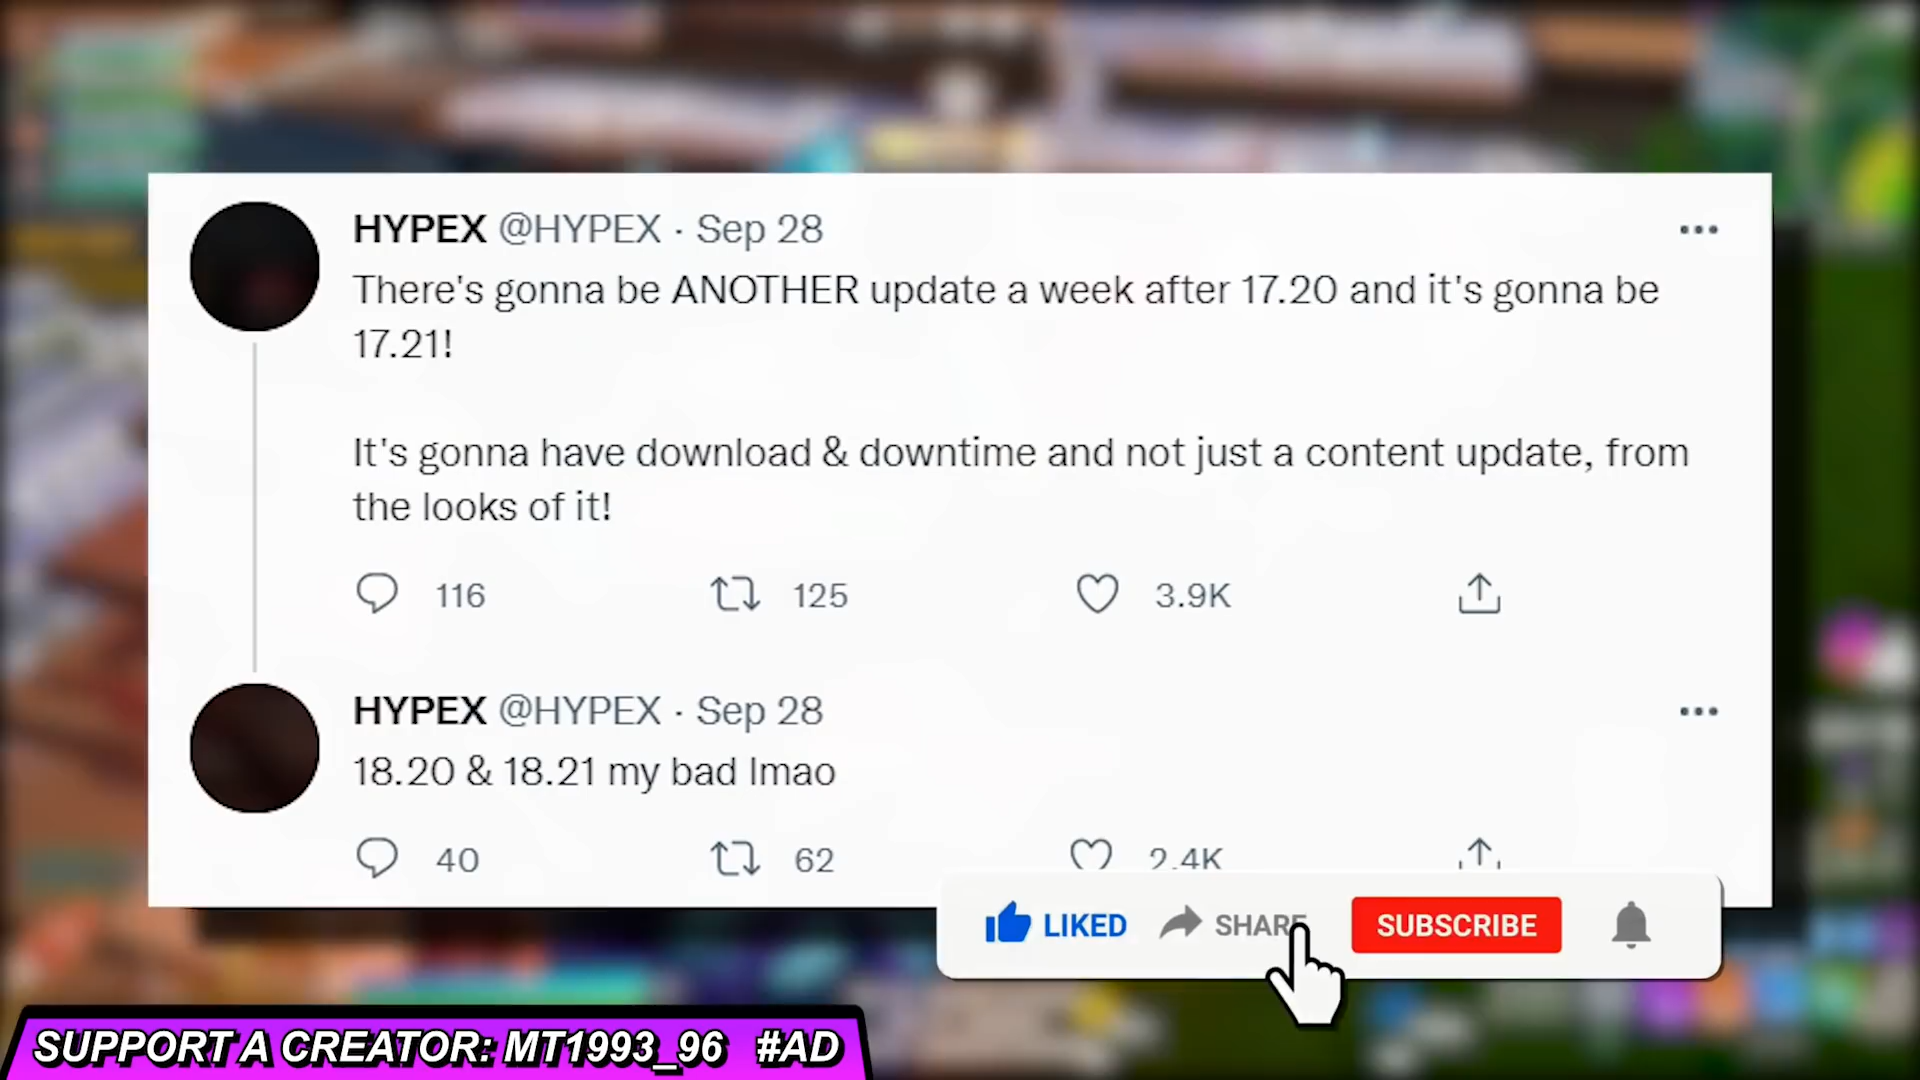 HYPEX @HYPEX · Sep 28
There's gonna be ANOTHER update a week after 17.20 and it's gonna be
17.21!
It's gonna have download & downtime and not just a content update, from
the looks of it!
116 125 3.9K
HYPEX @HYPEX · Sep 28
18.20 & 18.21 my bad lmao
40 62 2.4K
LIKED SHARE SUBSCRIBE
SUPPORT A CREATOR: MT1993_96 #AD